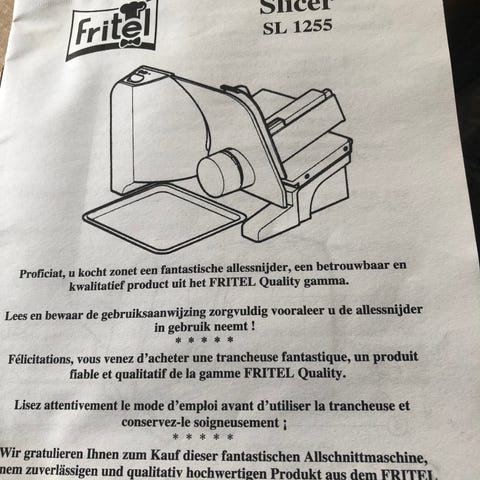 Slicer
fritel
SL 1255
Proficiat, u kocht zonet een fantastische allessnijder, een betrouwbaar en
kwalitatief product uit het FRITEL Quality gamma.
Lees en bewaar de gebruiksaanwijzing zorgvuldig vooraleer u de allessnijder
in gebruik neemt !
* * * * *
Félicitations, vous venez d'acheter une trancheuse fantastique, un produit
fiable et qualitatif de la gamme FRITEL Quality.
Lisez attentivement le mode d'emploi avant d'utiliser la trancheuse et
conservez-le soigneusement ¡
* * * * *
Wir gratulieren Ihnen zum Kauf dieser fantastischen Allschnittmaschine,
nem zuverlässigen und qualitativ hochwertigen Produkt aus dem FRITEL